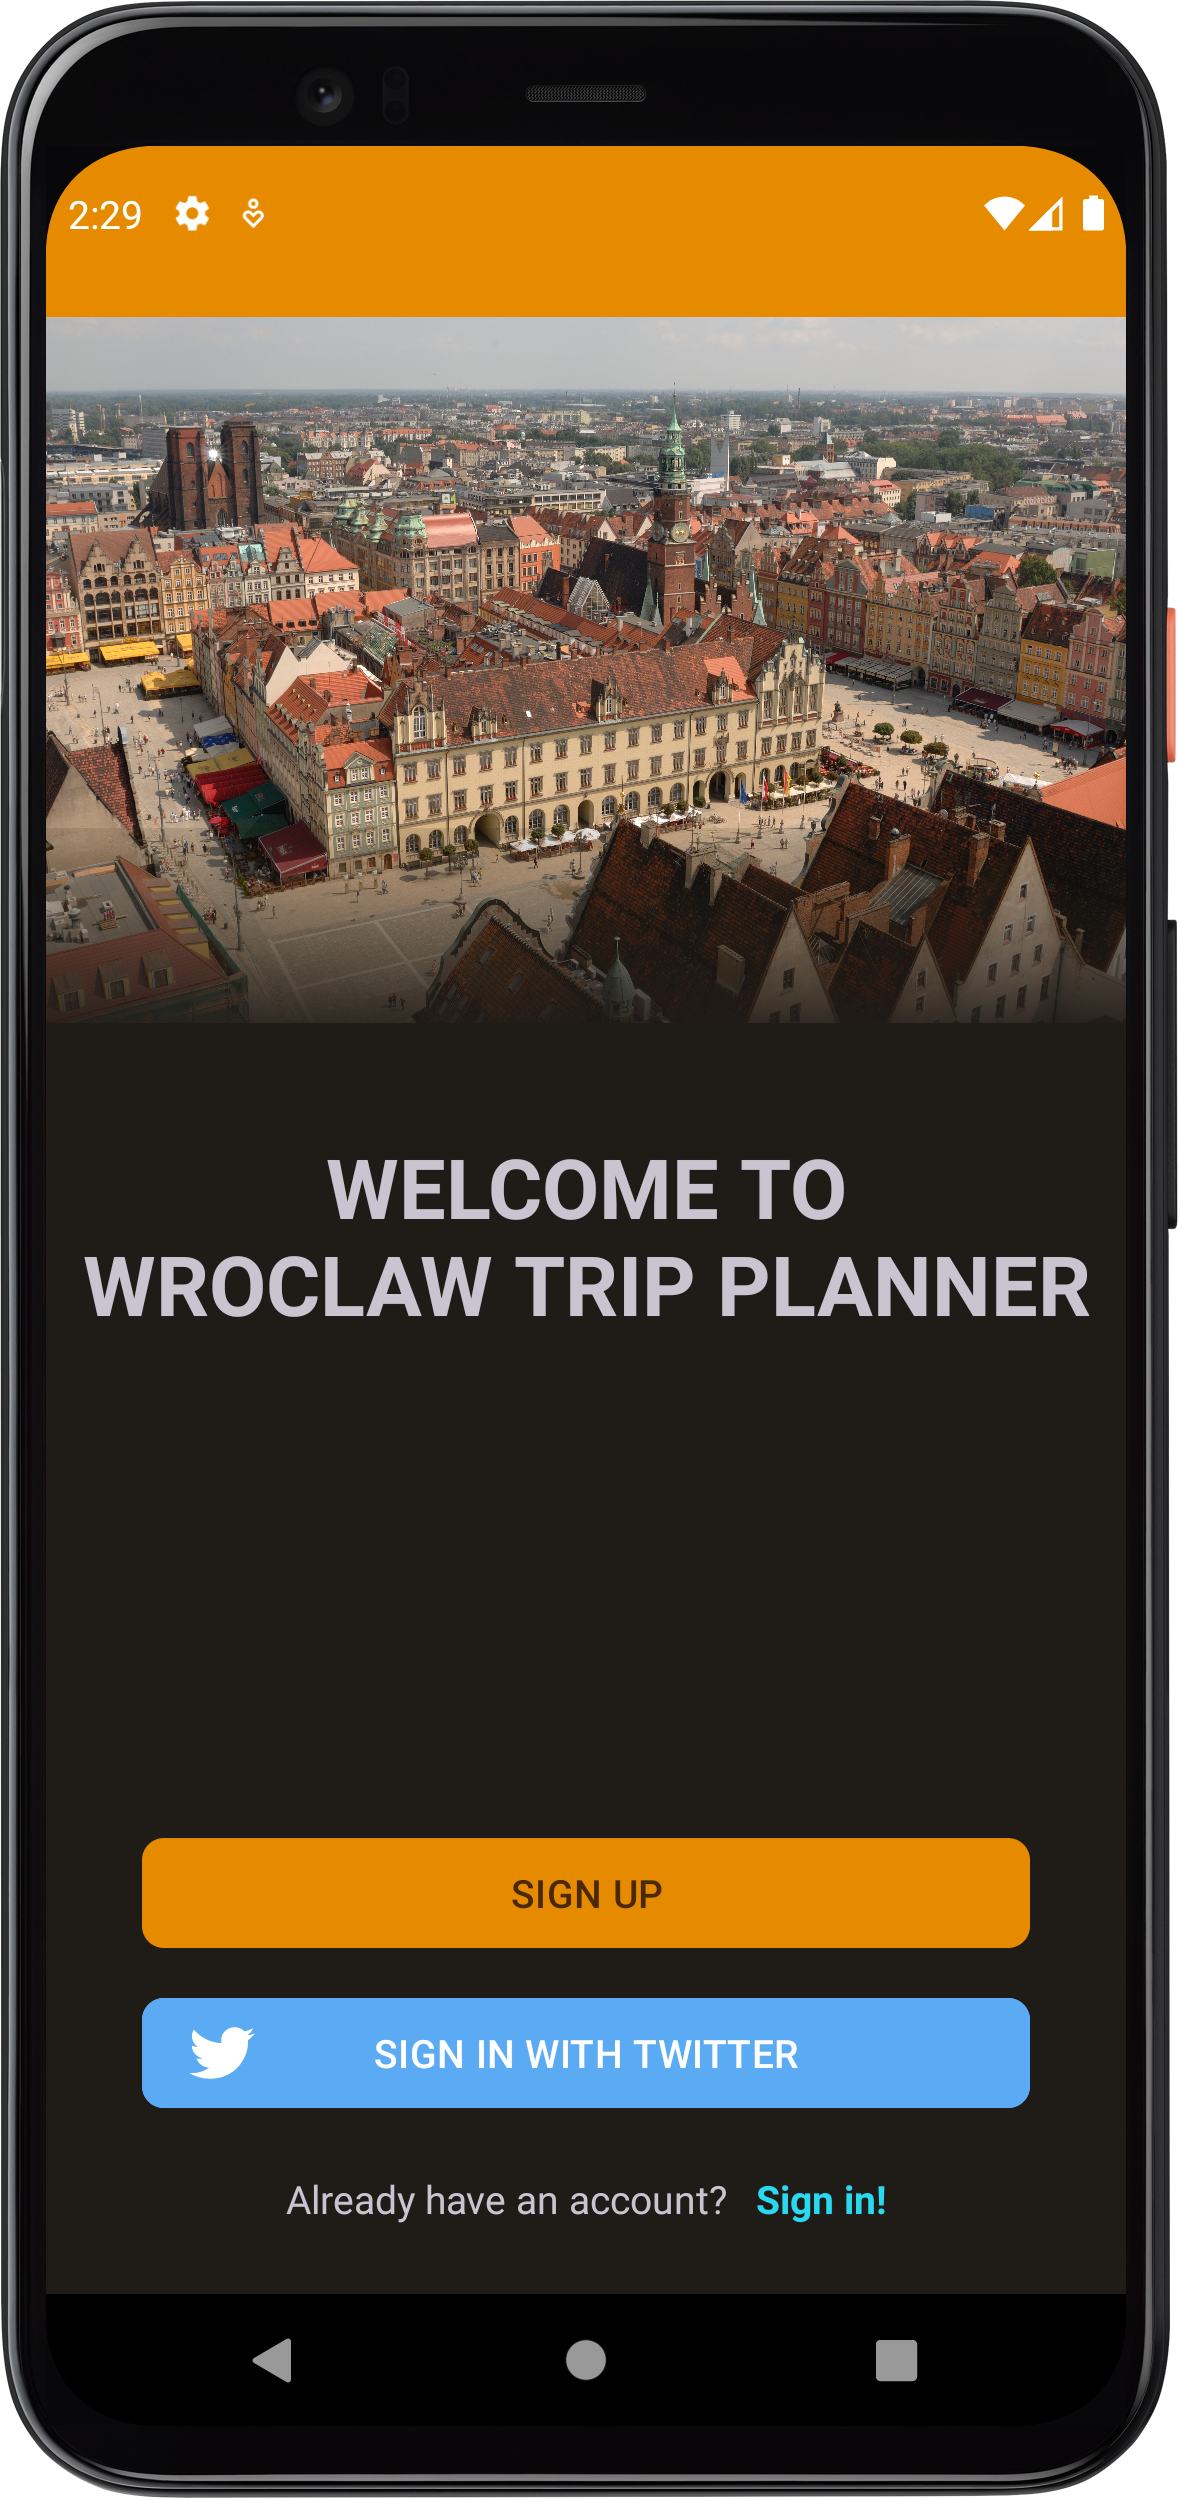 2:29
WELCOME TO
WROCLAW TRIP PLANNER
SIGN UP
SIGN IN WITH TWITTER
Already have an account? Sign in!